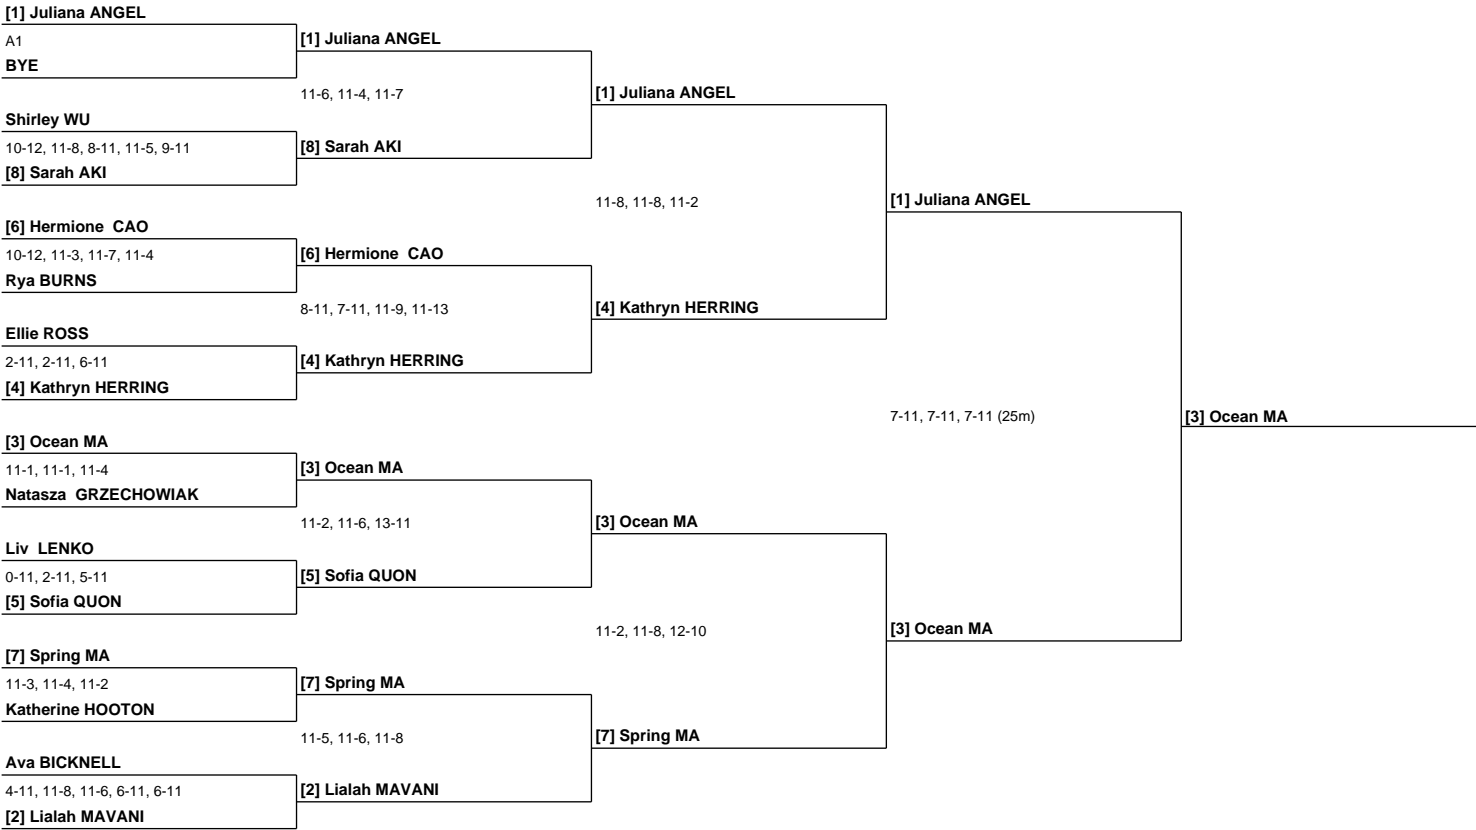 [1] Juliana ANGEL
A1
BYE
Shirley WU
10-12, 11-8, 8-11, 11-5, 9-11
[8] Sarah AKI
[6] Hermione  CAO
10-12, 11-3, 11-7, 11-4
Rya BURNS
Ellie ROSS
2-11, 2-11, 6-11
[4] Kathryn HERRING
[3] Ocean MA
11-1, 11-1, 11-4
Natasza  GRZECHOWIAK
Liv  LENKO
0-11, 2-11, 5-11
[5] Sofia QUON
[7] Spring MA
11-3, 11-4, 11-2
Katherine HOOTON
Ava BICKNELL
4-11, 11-8, 11-6, 6-11, 6-11
[2] Lialah MAVANI
[1] Juliana ANGEL
11-6, 11-4, 11-7
[8] Sarah AKI
[6] Hermione  CAO
8-11, 7-11, 11-9, 11-13
[4] Kathryn HERRING
[3] Ocean MA
11-2, 11-6, 13-11
[5] Sofia QUON
[7] Spring MA
11-5, 11-6, 11-8
[2] Lialah MAVANI
[1] Juliana ANGEL
11-8, 11-8, 11-2
[4] Kathryn HERRING
[3] Ocean MA
11-2, 11-8, 12-10
[7] Spring MA
[1] Juliana ANGEL
7-11, 7-11, 7-11 (25m)
[3] Ocean MA
[3] Ocean MA